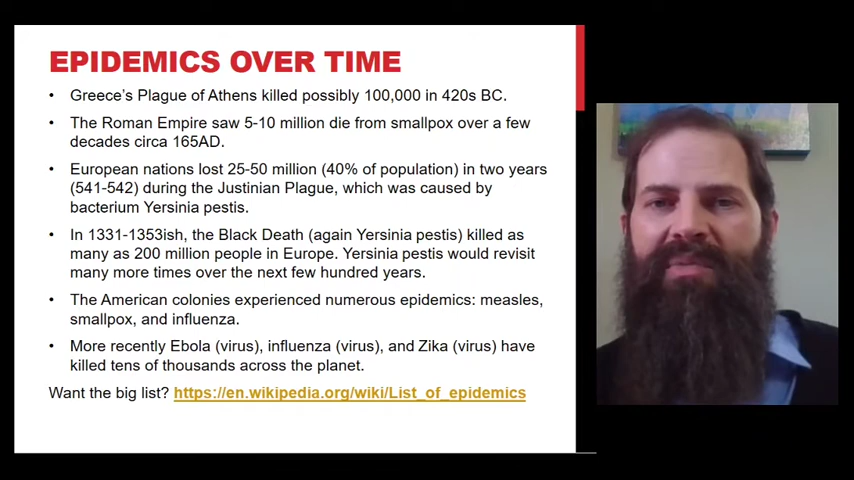 EPIDEMICS OVER TIME
• Greece's Plague of Athens killed possibly 100,000 in 420s BC.
• The Roman Empire saw 5-10 million die from smallpox over a few
decades circa 165AD.
• European nations lost 25-50 million (40% of population) in two years
(541-542) during the Justinian Plague, which was caused by
bacterium Yersinia pestis.
• In 1331-1353ish, the Black Death (again Yersinia pestis) killed as
many as 200 million people in Europe. Yersinia pestis would revisit
many more times over the next few hundred years.
• The American colonies experienced numerous epidemics: measles,
smallpox, and influenza.
• More recently Ebola (virus), influenza (virus), and Zika (virus) have
killed tens of thousands across the planet.
Want the big list? https://en.wikipedia.org/wiki/List_of_epidemics